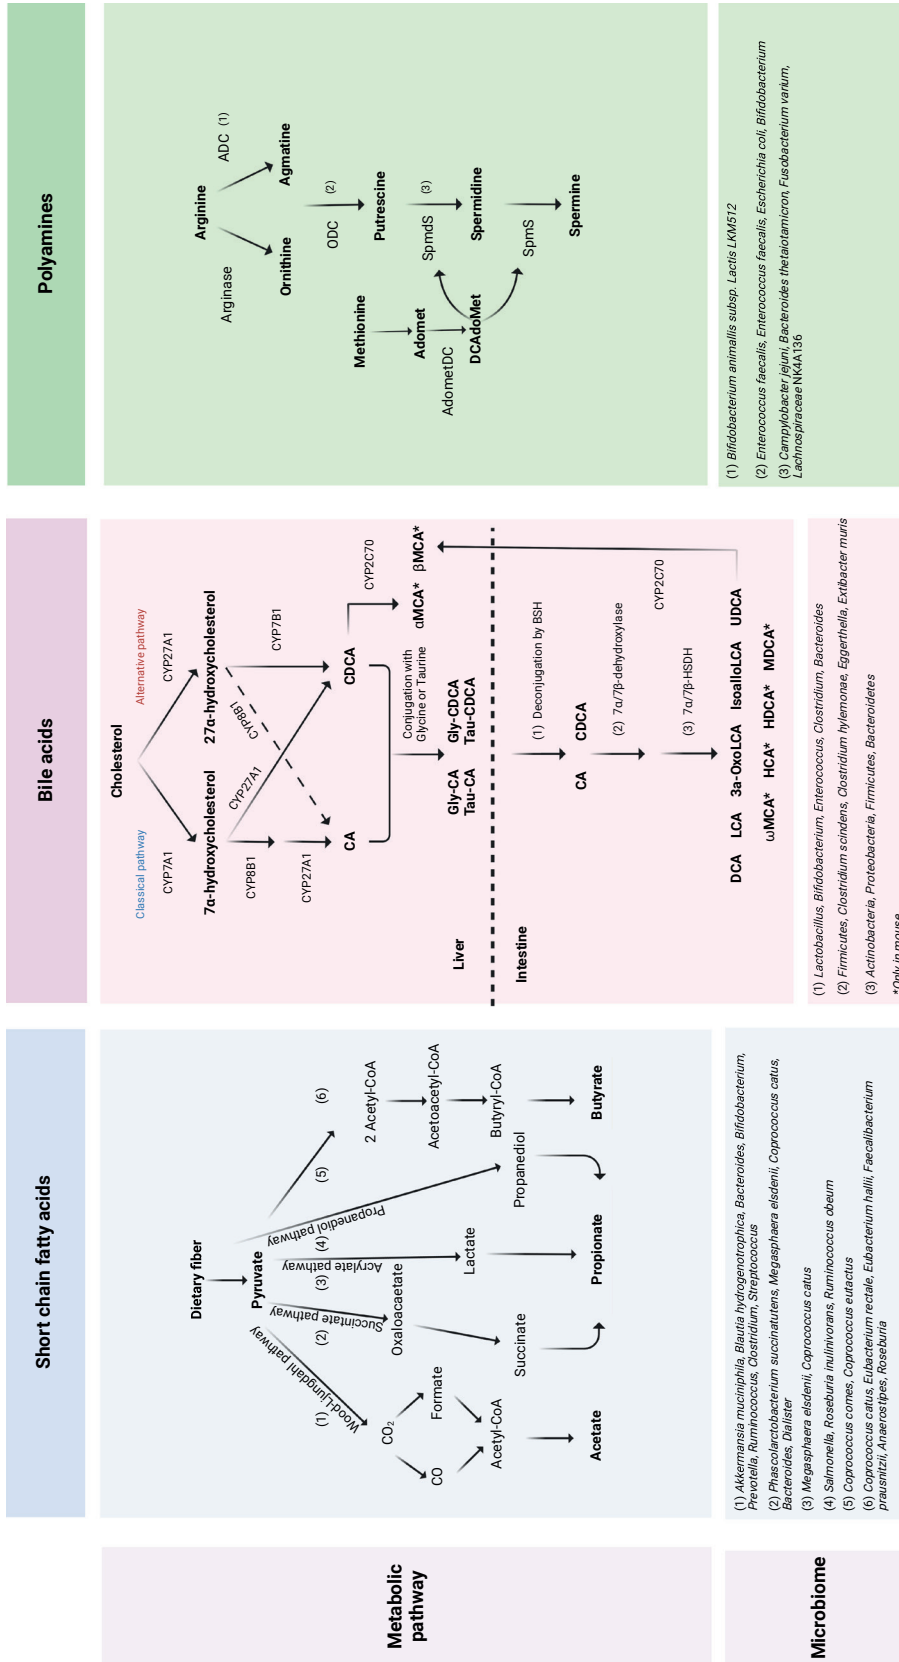 Short chain fatty acids
Bile acids
Polyamines
Metabolic
pathway
Dietary fiber
Pyruvate
Wood-Ljungdahl pathway
Succintate pathway
Acrylate pathway
Propanediol pathway
(1)
(2)
(3)
(4)
(5)
(6)
CO2
CO
Formate
Acetyl-CoA
Acetate
Oxaloacaetate
Succinate
Lactate
Propanediol
Propionate
2 Acetyl-CoA
Acetoacetyl-CoA
Butyryl-CoA
Butyrate
Cholesterol
Classical pathway
Alternative pathway
CYP7A1
CYP27A1
7α-hydroxycholesterol
27α-hydroxycholesterol
CYP8B1
CYP27A1
CYP27A1
CYP8B1
CYP7B1
CA
CDCA
CYP2C70
Conjugation with
Glycine or Taurine
αMCA* βMCA*
Gly-CA Gly-CDCA
Tau-CA Tau-CDCA
Liver
Intestine
(1) Deconjugation by BSH
CA CDCA
(2) 7α/7β-dehydroxylase
(3) 7α/7β-HSDH
CYP2C70
DCA LCA 3a-OxoLCA IsoalloLCA UDCA
ωMCA* HCA* HDCA* MDCA*
Arginine
Arginase
ADC (1)
Ornithine
Agmatine
ODC
(2)
Methionine
Putrescine
Adomet
SpmdS
(3)
AdometDC
DCAdoMet
Spermidine
SpmS
Spermine
Microbiome
(1) Akkermansia muciniphila, Blautia hydrogenotrophica, Bacteroides, Bifidobacterium,
Prevotella, Ruminococcus, Clostridium, Streptococcus
(2) Phascolarctobacterium succinatutens, Megasphaera elsdenii, Coprococcus catus,
Bacteroides, Dialister
(3) Megasphaera elsdenii, Coprococcus catus
(4) Salmonella, Roseburia inulinivorans, Ruminococcus obeum
(5) Coprococcus comes, Coprococcus eutactus
(6) Coprococcus catus, Eubacterium rectale, Eubacterium hallii, Faecalibacterium
prausnitzii, Anaerostipes, Roseburia
(1) Lactobacillus, Bifidobacterium, Enterococcus, Clostridium, Bacteroides
(2) Firmicutes, Clostridium scindens, Clostridium hylemonae, Eggerthella, Extibacter muris
(3) Actinobacteria, Proteobacteria, Firmicutes, Bacteroidetes
*Only in mouse
(1) Bifidobacterium animallis subsp. Lactis LKM512
(2) Enterococcus faecalis, Enterococcus faecalis, Escherichia coli, Bifidobacterium
(3) Campylobacter jejuni, Bacteroides thetaiotamicron, Fusobacterium varium,
Lachnospiraceae NK4A136